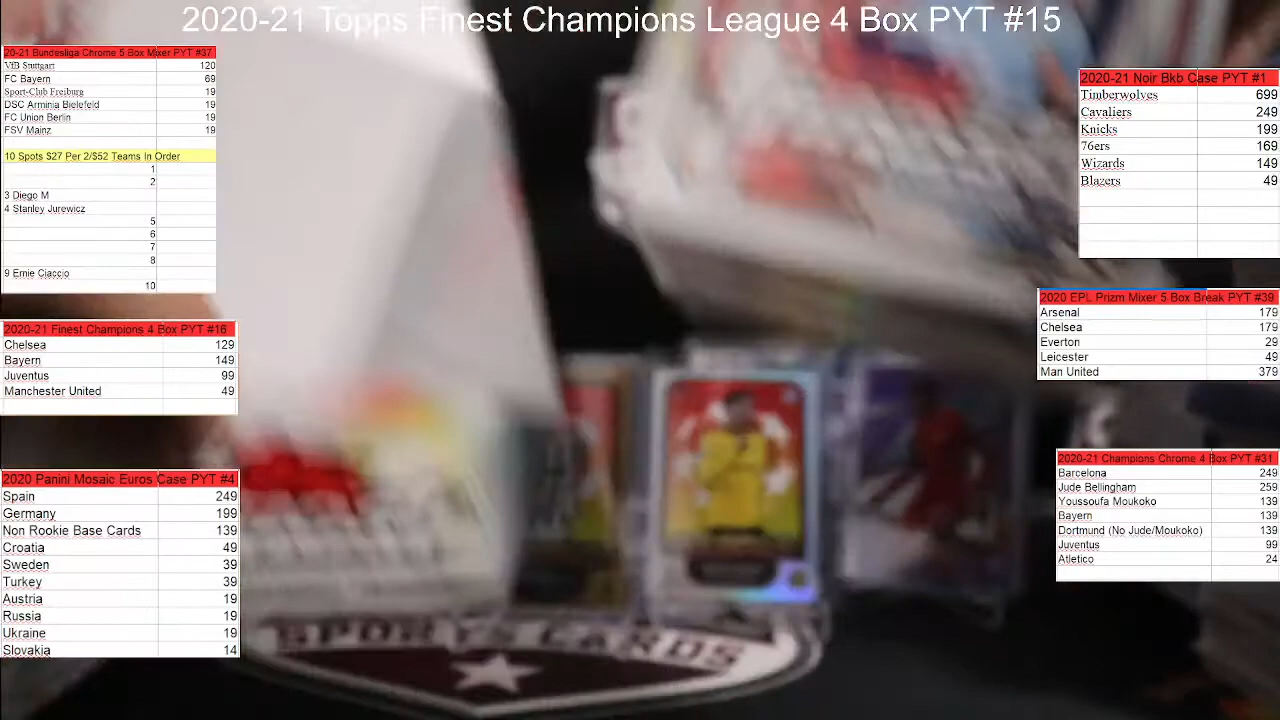 2020-21 Topps Finest Champions League 4 Box PYT #15
20-21 Bundesliga Chrome 5 Box Mixer PYT #37
VfB Stuttgart 120
FC Bayern 69
Sport-Club Freiburg 19
DSC Arminia Bielefeld 19
FC Union Berlin 19
FSV Mainz 19
10 Spots $27 Per 2/$52 Teams In Order
1
2
3 Diego M
4 Stanley Jurewicz
5
6
7
8
9 Ernie Ciaccio
10
2020-21 Finest Champions 4 Box PYT #16
Chelsea 129
Bayern 149
Juventus 99
Manchester United 49
2020 Panini Mosaic Euros Case PYT #4
Spain 249
Germany 199
Non Rookie Base Cards 139
Croatia 49
Sweden 39
Turkey 39
Austria 19
Russia 19
Ukraine 19
Slovakia 14
2020-21 Noir Bkb Case PYT #1
Timberwolves 699
Cavaliers 249
Knicks 199
76ers 169
Wizards 149
Blazers 49
2020 EPL Prizm Mixer 5 Box Break PYT #39
Arsenal 179
Chelsea 179
Everton 29
Leicester 49
Man United 379
2020-21 Champions Chrome 4 Box PYT #31
Barcelona 249
Jude Bellingham 259
Youssoufa Moukoko 139
Bayern 139
Dortmund (No Jude/Moukoko) 139
Juventus 99
Atletico 24
SPORTS CARDS